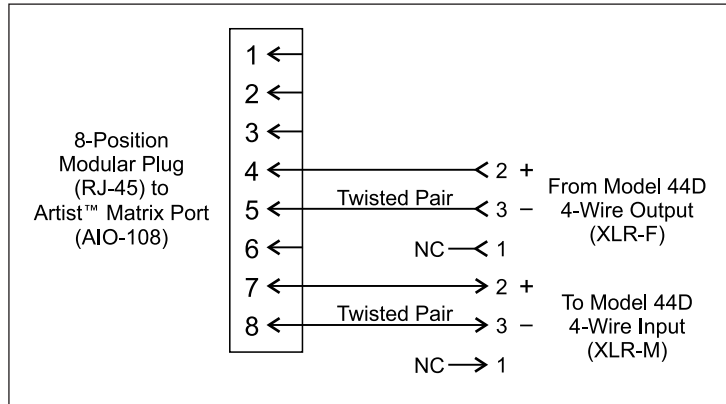 8-Position
Modular Plug
(RJ-45) to
Artist™ Matrix Port
(AIO-108)
1
2
3
4
5
6
7
8
Twisted Pair
2 +
3 –
NC 1
From Model 44D
4-Wire Output
(XLR-F)
Twisted Pair
2 +
3 –
NC 1
To Model 44D
4-Wire Input
(XLR-M)